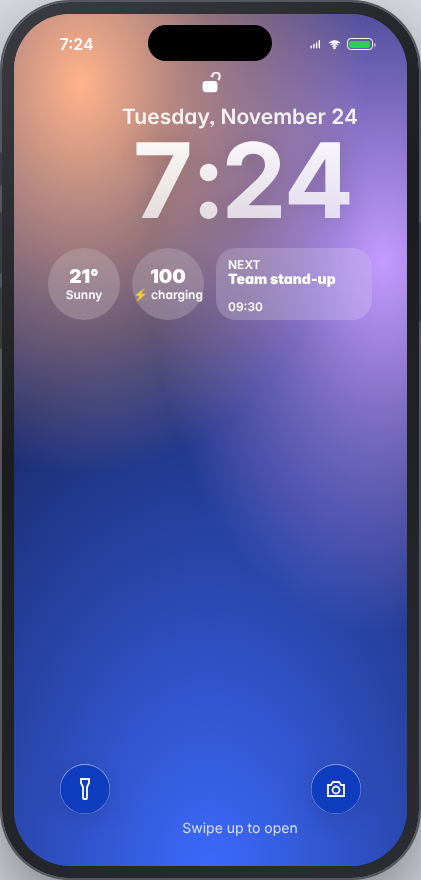 7:24
Tuesday, November 24
7:24
21°
Sunny
100
⚡ charging
NEXT
Team stand-up
09:30
Swipe up to open